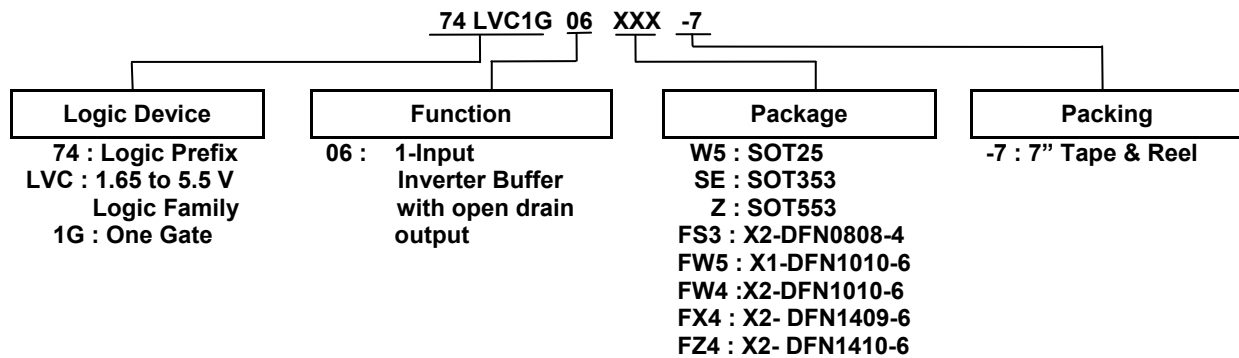 74 LVC1G 06 XXX -7
Logic Device
74 : Logic Prefix
LVC : 1.65 to 5.5 V
Logic Family
1G : One Gate
Function
06 : 1-Input
Inverter Buffer
with open drain
output
Package
W5 : SOT25
SE : SOT353
Z : SOT553
FS3 : X2-DFN0808-4
FW5 : X1-DFN1010-6
FW4 :X2-DFN1010-6
FX4 : X2- DFN1409-6
FZ4 : X2- DFN1410-6
Packing
-7 : 7” Tape & Reel